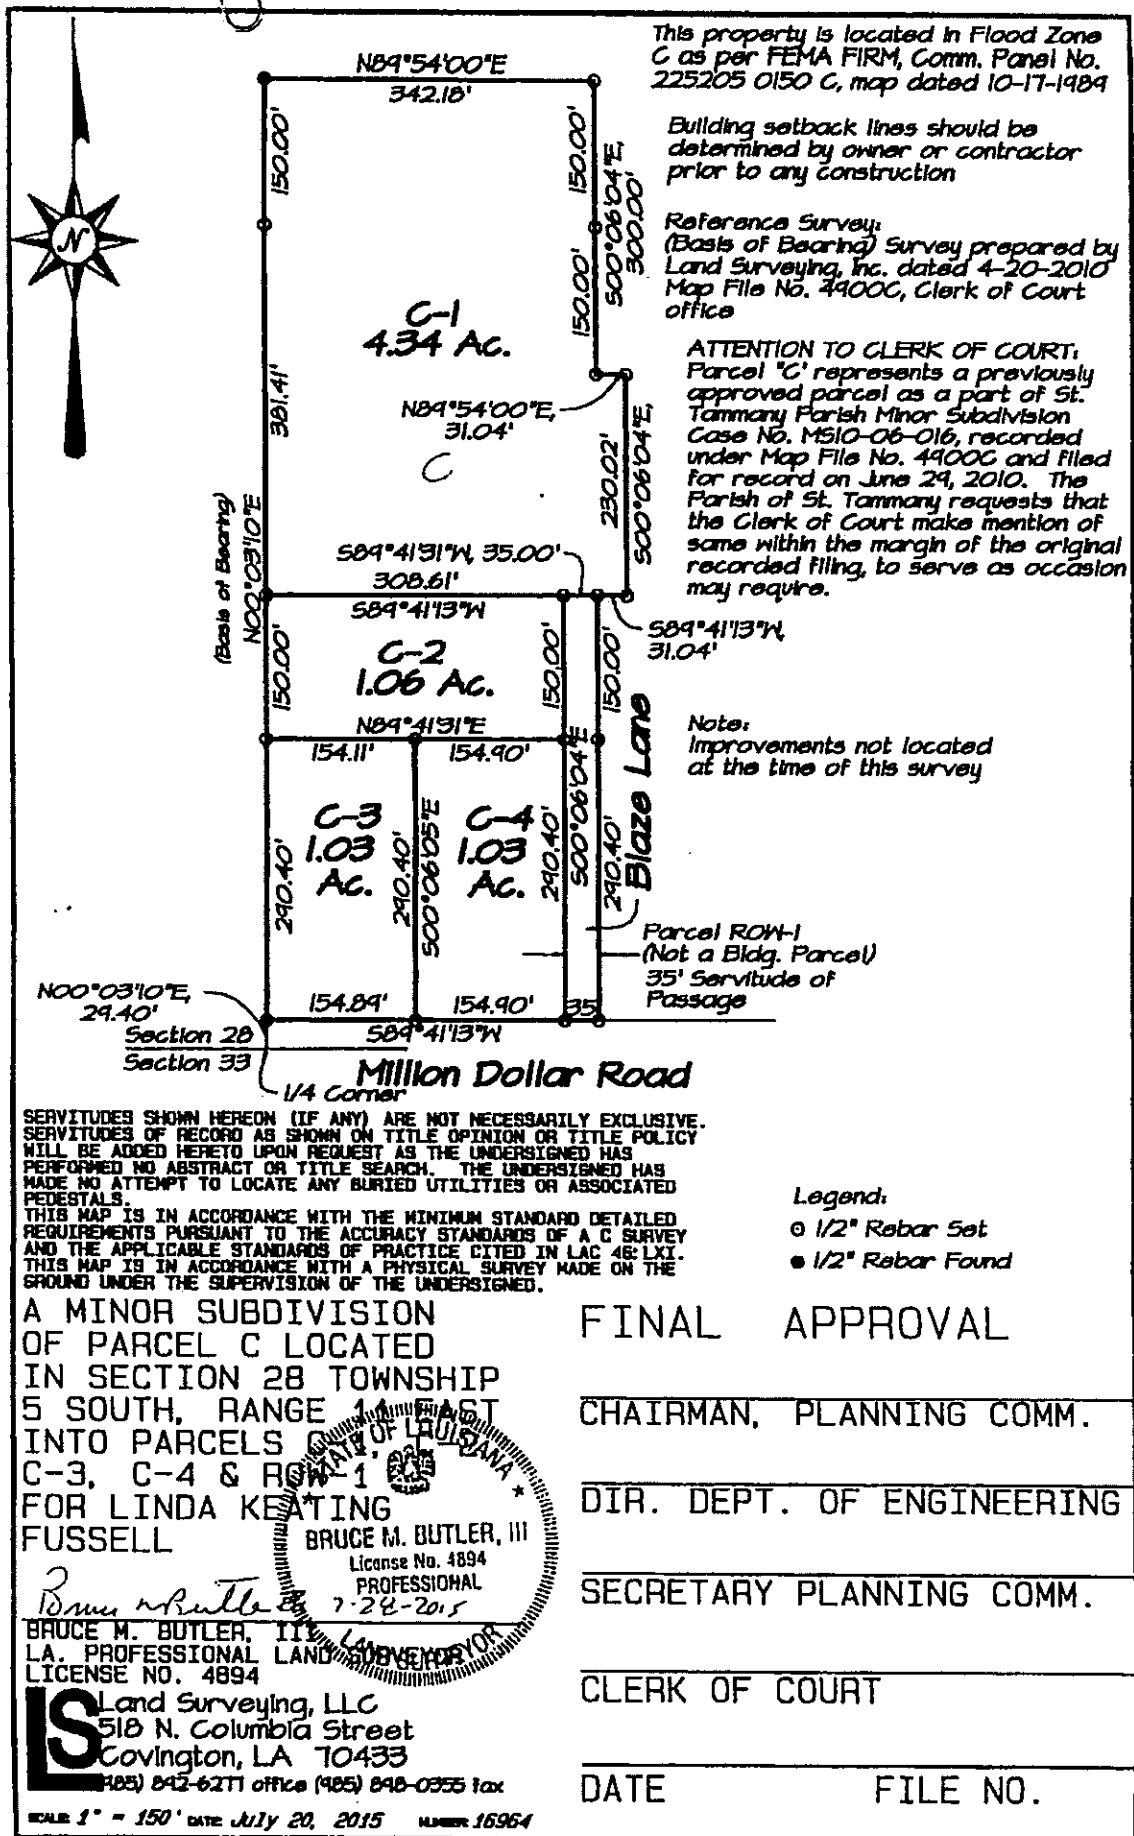 This property is located in Flood Zone
C as per FEMA FIRM, Comm. Panel No.
225205 0150 C, map dated 10-17-1989
Building setback lines should be
determined by owner or contractor
prior to any construction
Reference Survey:
(Basis of Bearing) Survey prepared by
Land Surveying, Inc. dated 4-20-2010
Map File No. 4900C, Clerk of Court
office
ATTENTION TO CLERK OF COURT:
Parcel "C" represents a previously
approved parcel as a part of St.
Tammany Parish Minor Subdivision
Case No. MS10-06-016, recorded
under Map File No. 4900C and filed
for record on June 29, 2010. The
Parish of St. Tammany requests that
the Clerk of Court make mention of
same within the margin of the original
recorded filing, to serve as occasion
may require.
Note:
Improvements not located
at the time of this survey
N
N89°54'00"E
342.18'
150.00'
150.00'
S00°06'04"E,
300.00'
150.00'
C-1
4.34 Ac.
381.41'
N89°54'00"E,
31.04'
C
230.02'
S00°06'04"E,
(Basis of Bearing)
N00°03'10"E
S89°41'31"W, 35.00'
308.61'
S89°41'13"W
S89°41'13"W,
31.04'
150.00'
C-2
1.06 Ac.
150.00'
150.00'
N89°41'31"E
154.11'
154.90'
C-3
1.03
Ac.
290.40'
290.40'
S00°06'05"E
C-4
1.03
Ac.
290.40'
S00°06'04"E
290.40'
Blaze Lane
Parcel ROW-1
(Not a Bldg. Parcel)
35' Servitude of
Passage
N00°03'10"E,
29.40'
154.89'
154.90'
35'
S89°41'13"W
Section 28
Section 33
1/4 Corner
Million Dollar Road
SERVITUDES SHOWN HEREON (IF ANY) ARE NOT NECESSARILY EXCLUSIVE.
SERVITUDES OF RECORD AS SHOWN ON TITLE OPINION OR TITLE POLICY
WILL BE ADDED HERETO UPON REQUEST AS THE UNDERSIGNED HAS
PERFORMED NO ABSTRACT OR TITLE SEARCH. THE UNDERSIGNED HAS
MADE NO ATTEMPT TO LOCATE ANY BURIED UTILITIES OR ASSOCIATED
PEDESTALS.
THIS MAP IS IN ACCORDANCE WITH THE MINIMUM STANDARD DETAILED
REQUIREMENTS PURSUANT TO THE ACCURACY STANDARDS OF A C SURVEY
AND THE APPLICABLE STANDARDS OF PRACTICE CITED IN LAC 46:LXI.
THIS MAP IS IN ACCORDANCE WITH A PHYSICAL SURVEY MADE ON THE
GROUND UNDER THE SUPERVISION OF THE UNDERSIGNED.
Legend:
1/2" Rebar Set
1/2" Rebar Found
A MINOR SUBDIVISION
OF PARCEL C LOCATED
IN SECTION 28 TOWNSHIP
5 SOUTH, RANGE EAST
INTO PARCELS
C-3, C-4 & ROW-1
FOR LINDA KEATING
FUSSELL
STATE OF LOUISIANA
BRUCE M. BUTLER, III
License No. 4894
PROFESSIONAL
7-28-2015
LAND SURVEYOR
BRUCE M. BUTLER, III
LA. PROFESSIONAL LAND SURVEYOR
LICENSE NO. 4894
LS
Land Surveying, LLC
518 N. Columbia Street
Covington, LA 70433
(985) 892-6277 office (985) 898-0355 fax
SCALE 1" = 150' DATE July 20, 2015 NUMBER 16964
FINAL APPROVAL
CHAIRMAN, PLANNING COMM.
DIR. DEPT. OF ENGINEERING
SECRETARY PLANNING COMM.
CLERK OF COURT
DATE FILE NO.